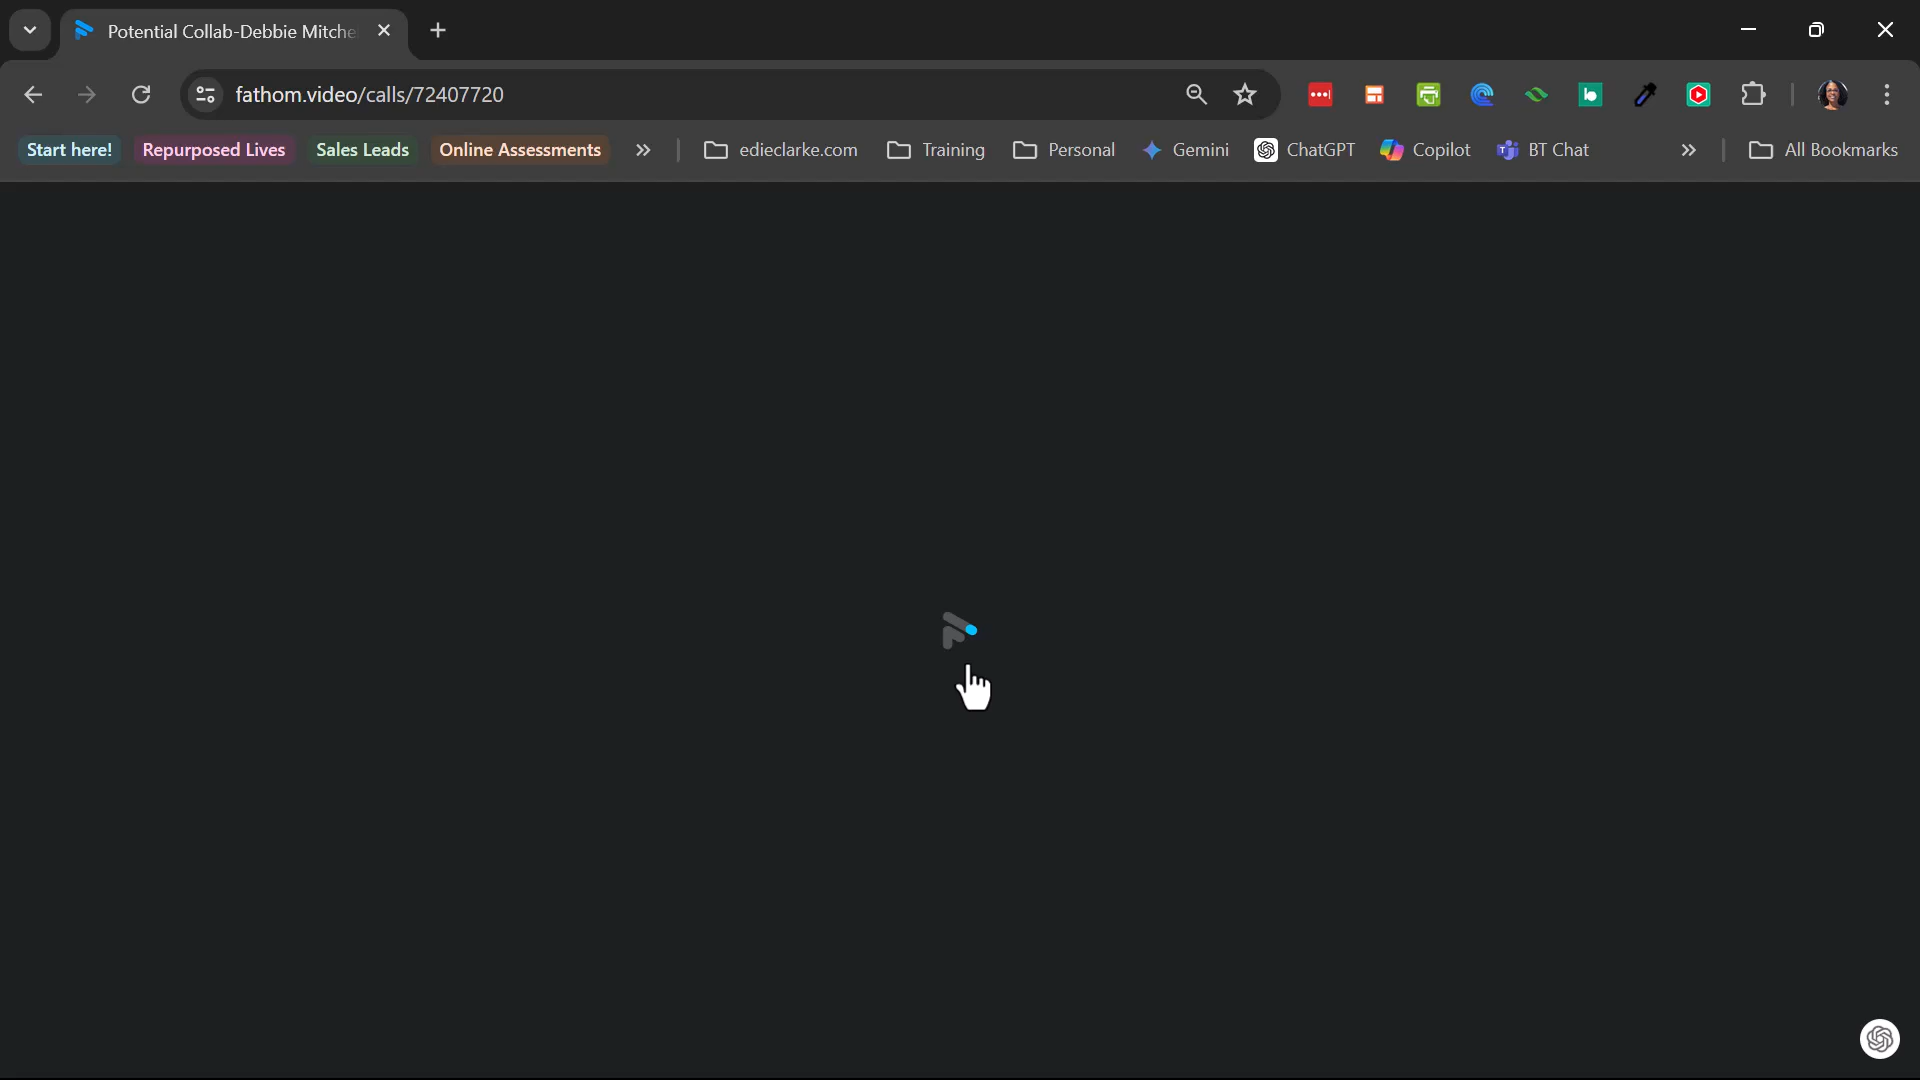 Potential Collab-Debbie Mitche
fathom.video/calls/72407720
Start here! Repurposed Lives Sales Leads Online Assessments edieclarke.com Training Personal Gemini ChatGPT Copilot BT Chat All Bookmarks